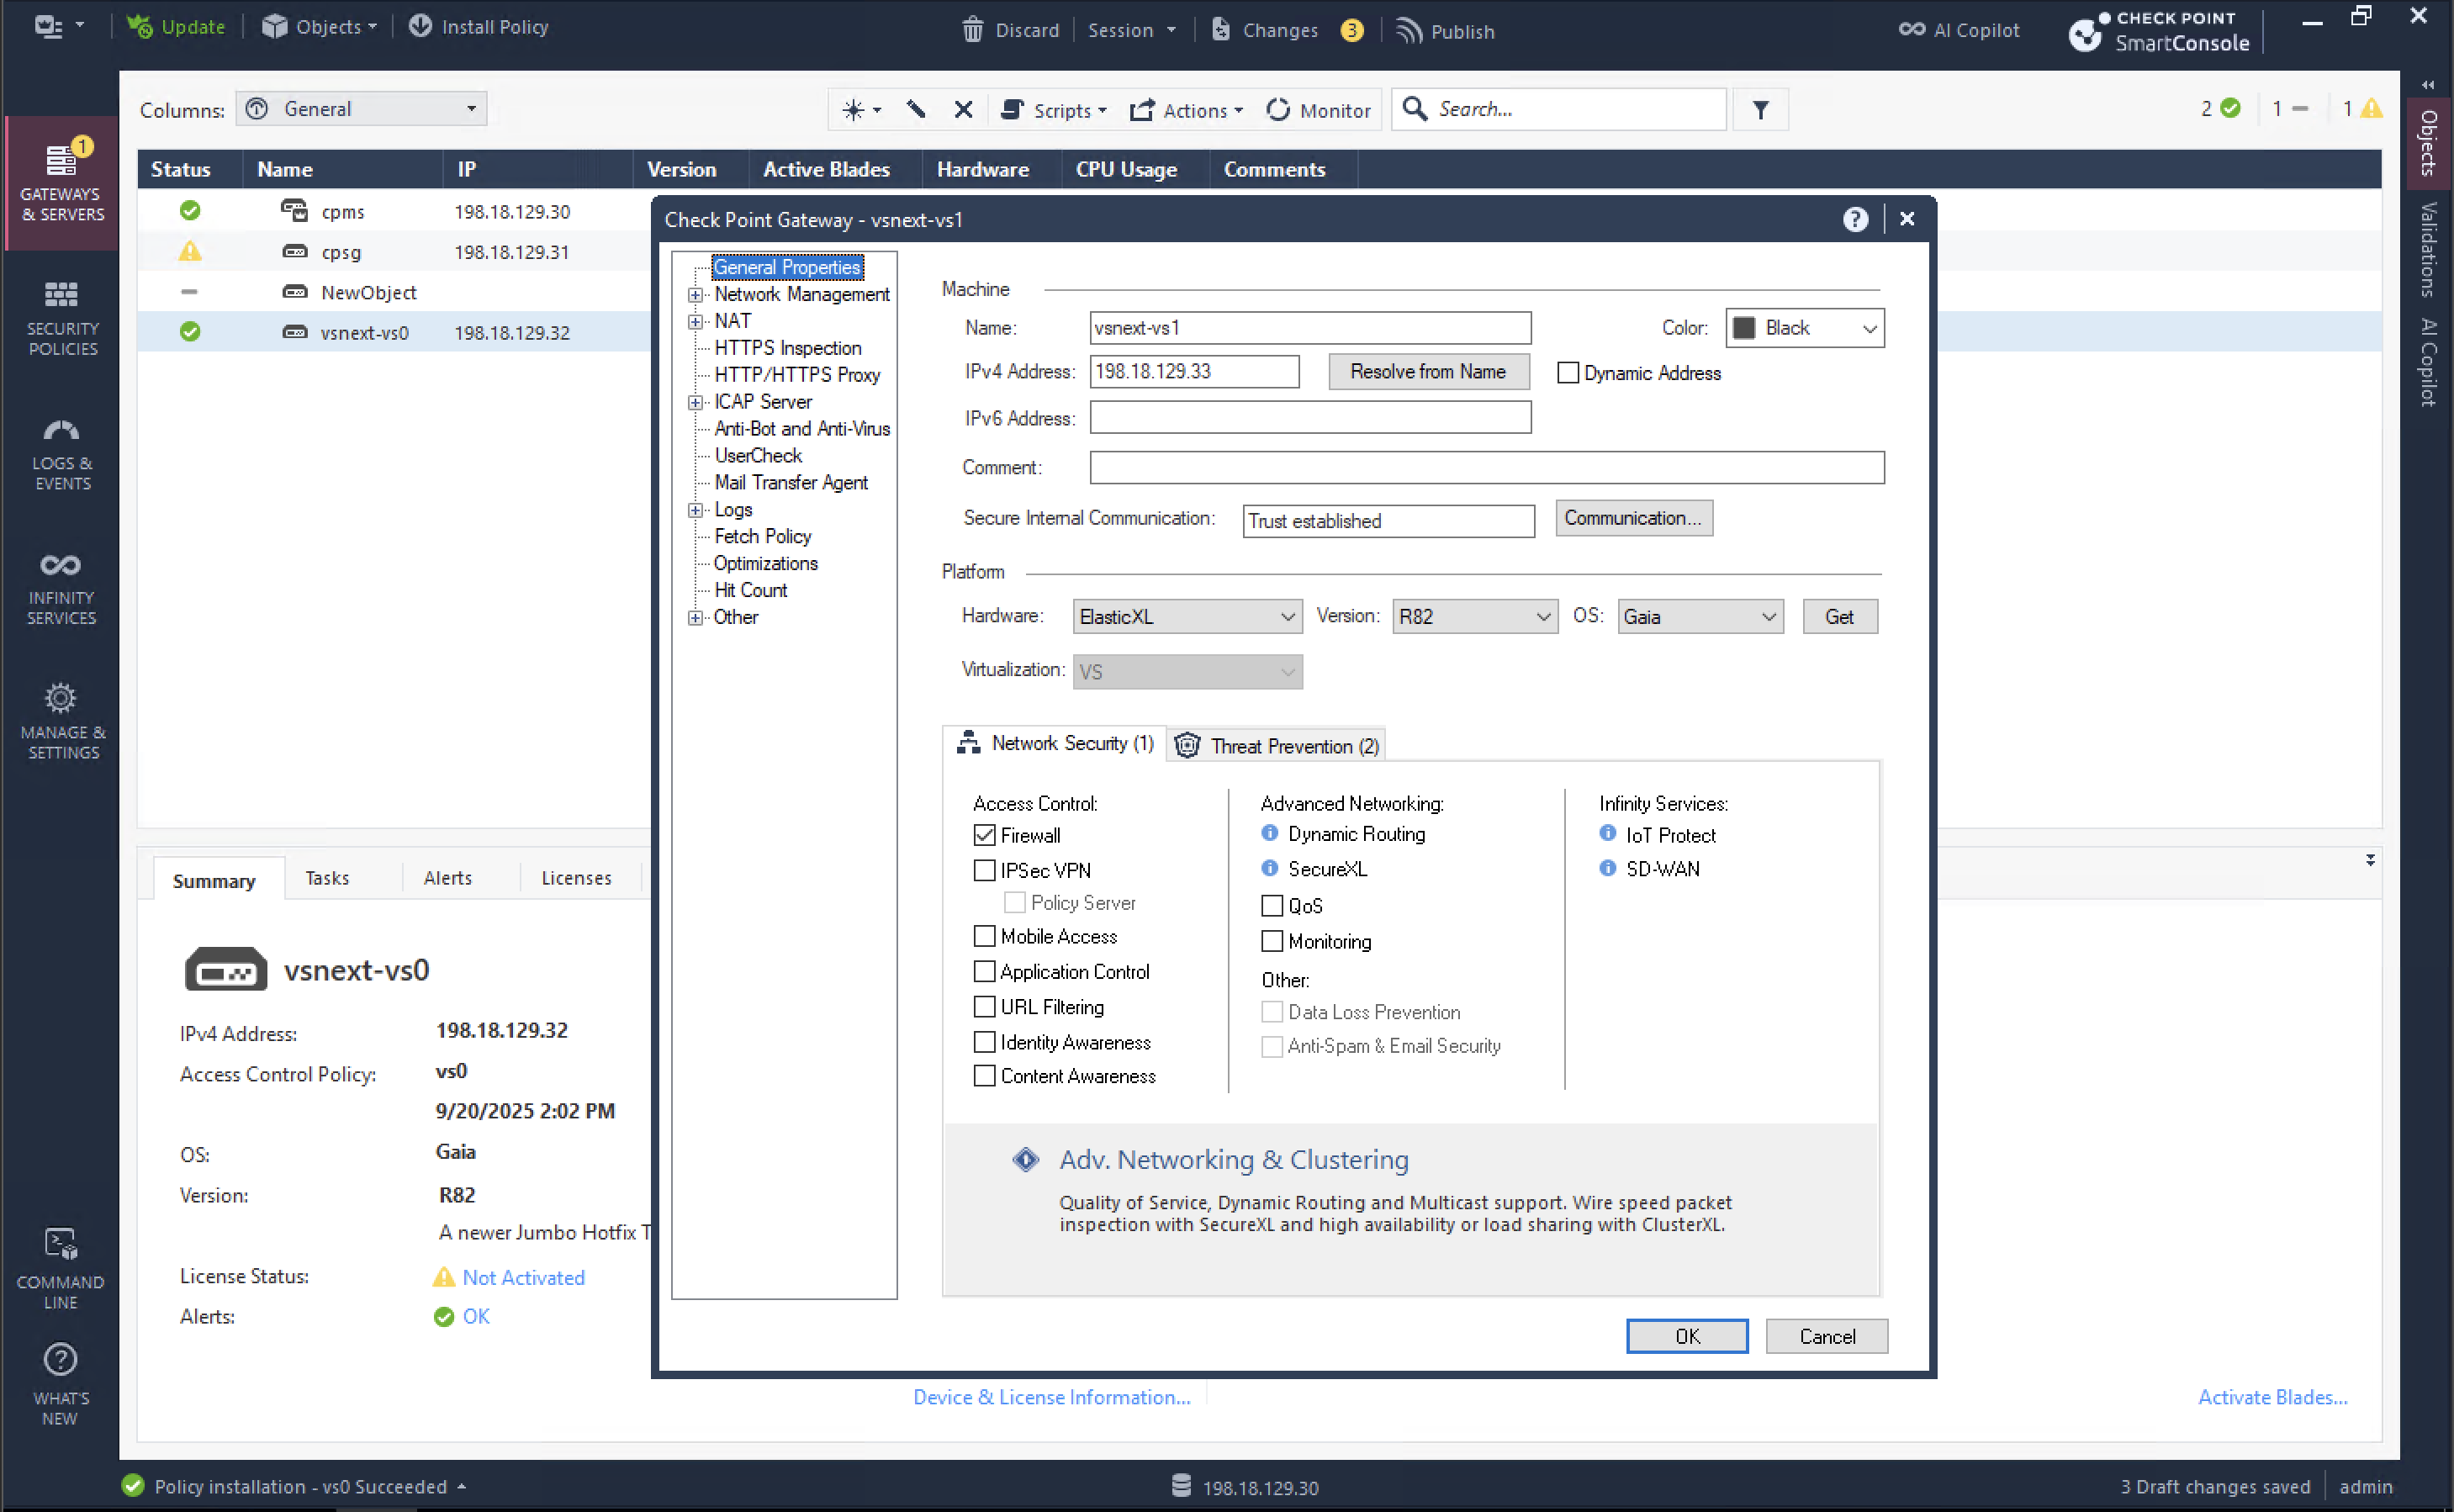 Update
Objects
Install Policy
Discard
Session
Changes
3
Publish
AI Copilot
CHECK POINT
SmartConsole
Columns:
General
Scripts
Actions
Monitor
Search...
2
1
1
1
GATEWAYS
& SERVERS
SECURITY
POLICIES
LOGS &
EVENTS
INFINITY
SERVICES
MANAGE &
SETTINGS
COMMAND
LINE
WHAT'S
NEW
Objects
Validations
AI Copilot
Status Name IP Version Active Blades Hardware CPU Usage Comments
cpms 198.18.129.30
cpsg 198.18.129.31
NewObject
vsnext-vs0 198.18.129.32
Check Point Gateway - vsnext-vs1
General Properties
Network Management
NAT
HTTPS Inspection
HTTP/HTTPS Proxy
ICAP Server
Anti-Bot and Anti-Virus
UserCheck
Mail Transfer Agent
Logs
Fetch Policy
Optimizations
Hit Count
Other
Machine
Name: vsnext-vs1
Color: Black
IPv4 Address: 198.18.129.33
Resolve from Name
Dynamic Address
IPv6 Address:
Comment:
Secure Internal Communication: Trust established
Communication...
Platform
Hardware: ElasticXL
Version: R82
OS: Gaia
Get
Virtualization: VS
Network Security (1)
Threat Prevention (2)
Access Control:
Firewall
IPSec VPN
Policy Server
Mobile Access
Application Control
URL Filtering
Identity Awareness
Content Awareness
Advanced Networking:
Dynamic Routing
SecureXL
QoS
Monitoring
Other:
Data Loss Prevention
Anti-Spam & Email Security
Infinity Services:
IoT Protect
SD-WAN
Adv. Networking & Clustering
Quality of Service, Dynamic Routing and Multicast support. Wire speed packet
inspection with SecureXL and high availability or load sharing with ClusterXL.
OK
Cancel
Summary
Tasks
Alerts
Licenses
vsnext-vs0
IPv4 Address: 198.18.129.32
Access Control Policy: vs0
9/20/2025 2:02 PM
OS: Gaia
Version: R82
A newer Jumbo Hotfix T
License Status: Not Activated
Alerts: OK
Device & License Information...
Activate Blades...
Policy installation - vs0 Succeeded
198.18.129.30
3 Draft changes saved
admin